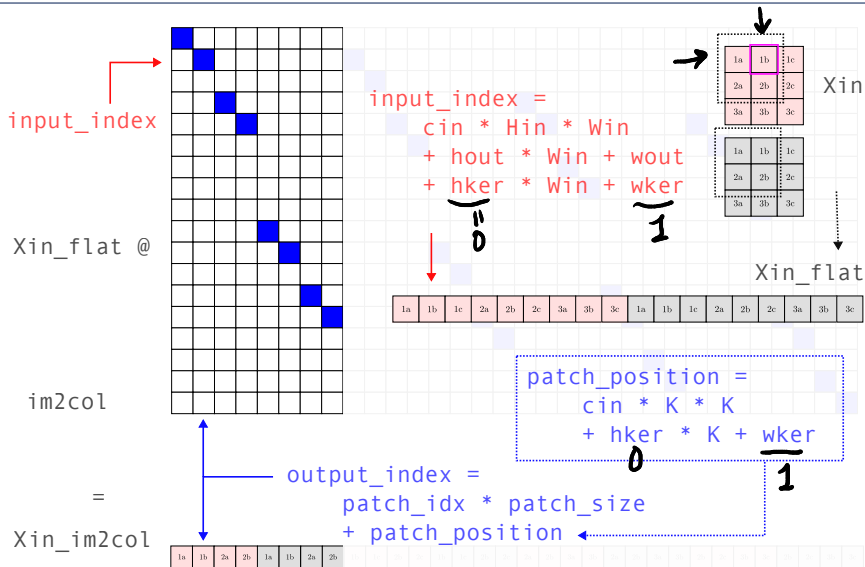 1a 1b 1c
2a 2b 2c
3a 3b 3c
Xin
input_index
input_index =
cin * Hin * Win
+ hout * Win + wout
+ hker * Win + wker
=
0
1
1a 1b 1c
2a 2b 2c
3a 3b 3c
Xin_flat @
Xin_flat
1a 1b 1c 2a 2b 2c 3a 3b 3c 1a 1b 1c 2a 2b 2c 3a 3b 3c
im2col
patch_position =
cin * K * K
+ hker * K + wker
0
1
output_index =
patch_idx * patch_size
+ patch_position
=
Xin_im2col
1a 1b 2a 2b 1a 1b 2a 2b